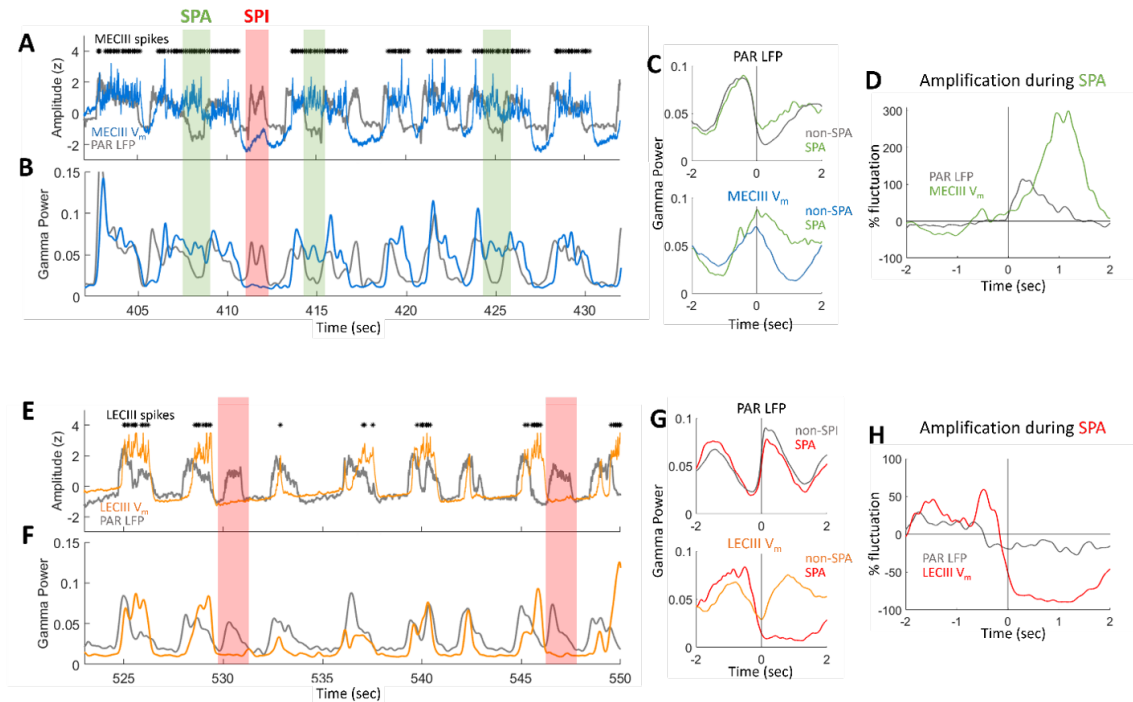 SPA SPI
A
MECIII spikes
4
2
0
-2
Amplitude (z)
MECIII Vm
PAR LFP
B
0.15
0.1
0.05
0
Gamma Power
405 410 415 420 425 430
Time (sec)
C
PAR LFP
0.1
0.05
0
non-SPA
SPA
-2 0 2
Gamma Power
MECIII Vm
0.1
0.05
0
non-SPA
SPA
-2 0 2
Time (sec)
D
Amplification during SPA
300
200
100
0
-100
% fluctuation
PAR LFP
MECIII Vm
-2 -1 0 1 2
Time (sec)
E
LECIII spikes
4
2
0
-2
Amplitude (z)
LECIII Vm
PAR LFP
F
0.15
0.1
0.05
0
Gamma Power
525 530 535 540 545 550
Time (sec)
G
PAR LFP
0.1
0.05
0
non-SPI
SPA
-2 0 2
Gamma Power
LECIII Vm
0.1
0.05
0
non-SPA
SPA
-2 0 2
Time (sec)
H
Amplification during SPA
100
50
0
-50
-100
% fluctuation
PAR LFP
LECIII Vm
-2 -1 0 1 2
Time (sec)